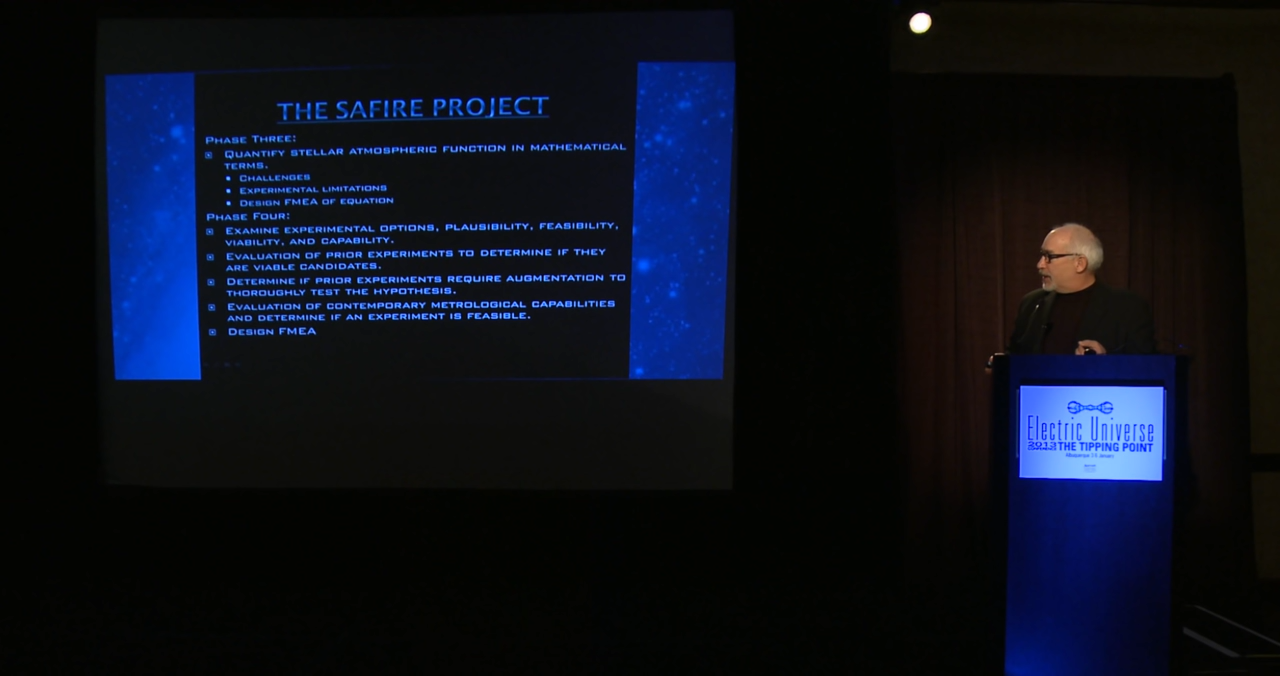 THE SAFIRE PROJECT
PHASE THREE:
QUANTIFY STELLAR ATMOSPHERIC FUNCTION IN MATHEMATICAL
TERMS.
CHALLENGES
EXPERIMENTAL LIMITATIONS
DESIGN FMEA OF EQUATION
PHASE FOUR:
EXAMINE EXPERIMENTAL OPTIONS, PLAUSIBILITY, FEASIBILITY,
VIABILITY, AND CAPABILITY.
EVALUATION OF PRIOR EXPERIMENTS TO DETERMINE IF THEY
ARE VIABLE CANDIDATES.
DETERMINE IF PRIOR EXPERIMENTS REQUIRE AUGMENTATION TO
THOROUGHLY TEST THE HYPOTHESIS.
EVALUATION OF CONTEMPORARY METROLOGICAL CAPABILITIES
AND DETERMINE IF AN EXPERIMENT IS FEASIBLE.
DESIGN FMEA
Electric Universe
THE TIPPING POINT